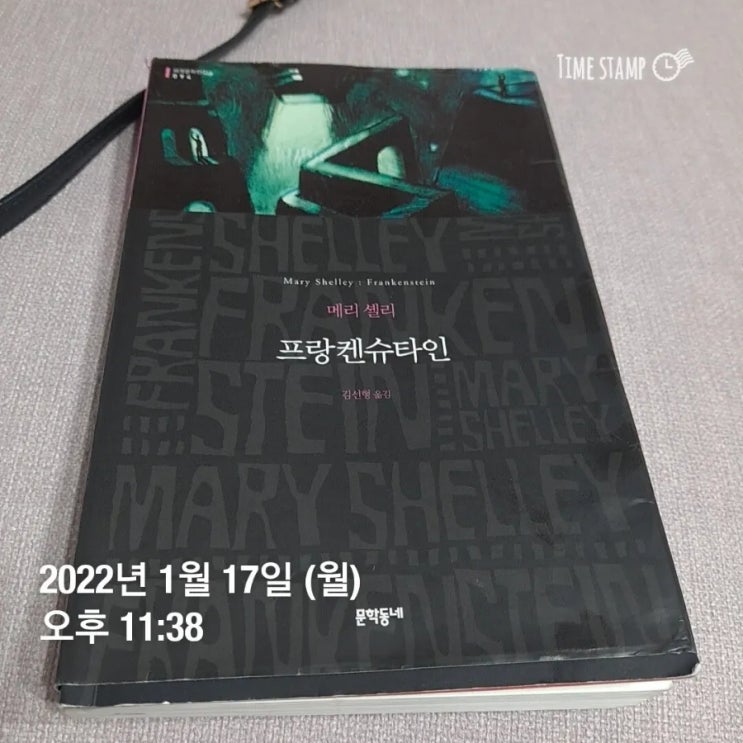 TIME STAMP
SHELLEY
FRANKEN
Mary Shelley : Frankenstein
메리 셸리
프랑켄슈타인
김선형 옮김
FRANKEN
STEIN
MARY
SHELLEY
MARY SHELLEY
FRANKENSTEIN
2022년 1월 17일 (월)
오후 11:38
문학동네